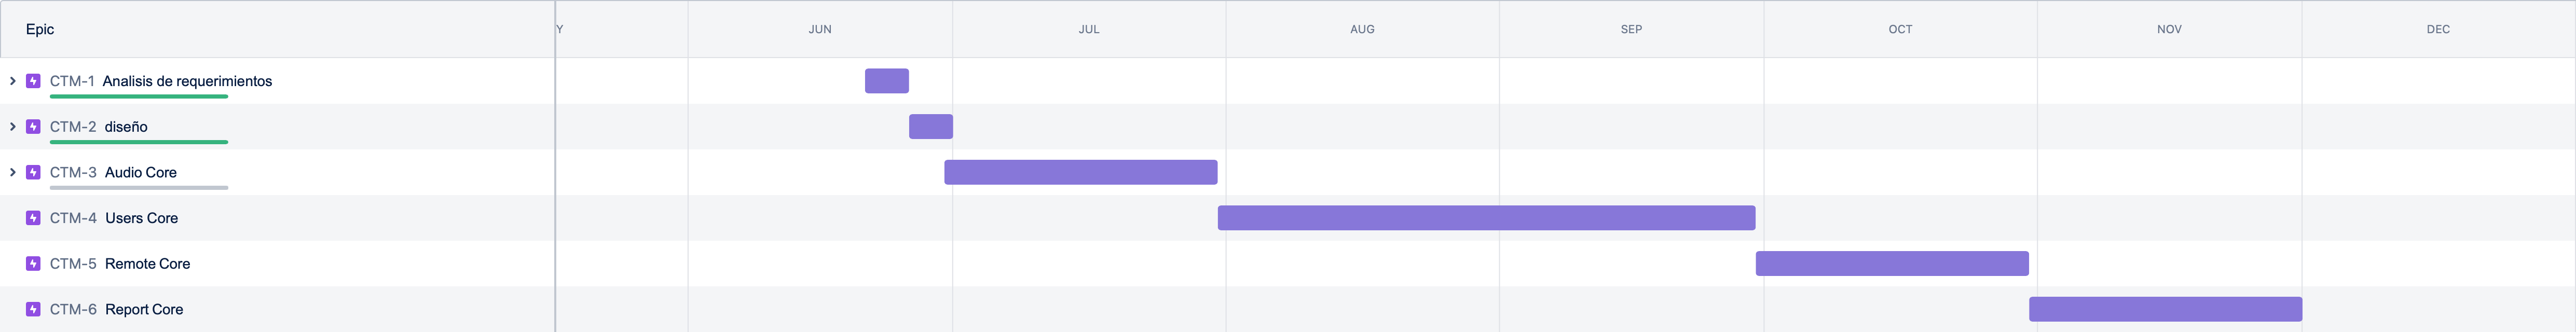 Epic
Y JUN JUL AUG SEP OCT NOV DEC
CTM-1 Analisis de requerimientos
CTM-2 diseño
CTM-3 Audio Core
CTM-4 Users Core
CTM-5 Remote Core
CTM-6 Report Core